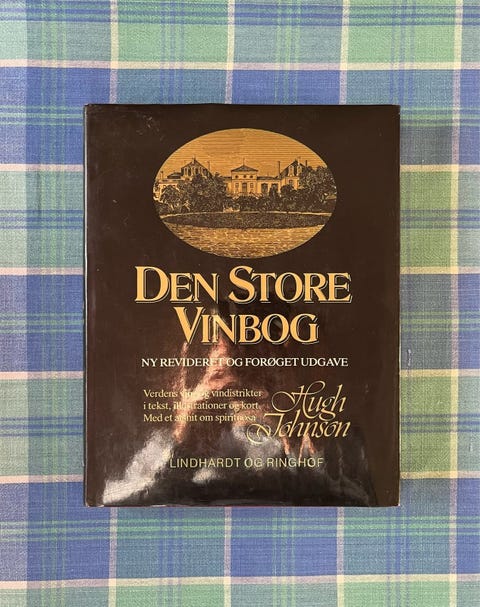 DEN STORE
VINBOG
NY REVIDERET OG FORØGET UDGAVE
Verdens vine og vindistrikter
i tekst, illustrationer og kort.
Med et afsnit om spirituosa
Hugh
Johnson
LINDHARDT OG RINGHOF